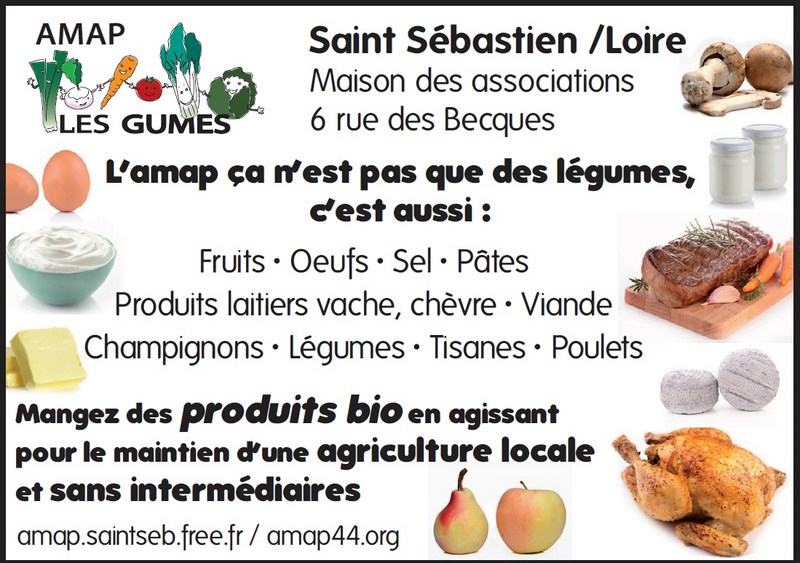 AMAP
LES GUMES
Saint Sébastien /Loire
Maison des associations
6 rue des Becques
L'amap ça n'est pas que des légumes,
c'est aussi :
Fruits • Oeufs • Sel • Pâtes
Produits laitiers vache, chèvre • Viande
Champignons • Légumes • Tisanes • Poulets
Mangez des produits bio en agissant
pour le maintien d'une agriculture locale
et sans intermédiaires
amap.saintseb.free.fr / amap44.org